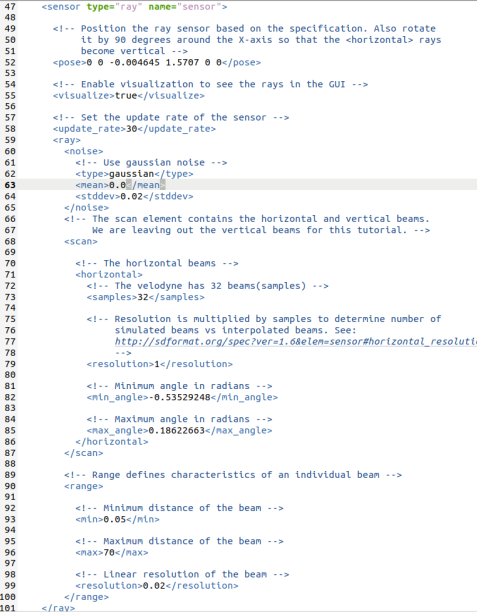 47 <sensor type="ray" name="sensor">
48
49 <!-- Position the ray sensor based on the specification. Also rotate
50 it by 90 degrees around the X-axis so that the <horizontal> rays
51 become vertical -->
52 <pose>0 0 -0.004645 1.5707 0 0</pose>
53
54 <!-- Enable visualization to see the rays in the GUI -->
55 <visualize>true</visualize>
56
57 <!-- Set the update rate of the sensor -->
58 <update_rate>30</update_rate>
59 <ray>
60 <noise>
61 <!-- Use gaussian noise -->
62 <type>gaussian</type>
63 <mean>0.0</mean>
64 <stddev>0.02</stddev>
65 </noise>
66 <!-- The scan element contains the horizontal and vertical beams.
67 We are leaving out the vertical beams for this tutorial. -->
68 <scan>
69
70 <!-- The horizontal beams -->
71 <horizontal>
72 <!-- The velodyne has 32 beams(samples) -->
73 <samples>32</samples>
74
75 <!-- Resolution is multiplied by samples to determine number of
76 simulated beams vs interpolated beams. See:
77 http://sdformat.org/spec?ver=1.6&elem=sensor#horizontal_resoluti
78 -->
79 <resolution>1</resolution>
80
81 <!-- Minimum angle in radians -->
82 <min_angle>-0.53529248</min_angle>
83
84 <!-- Maximum angle in radians -->
85 <max_angle>0.18622663</max_angle>
86 </horizontal>
87 </scan>
88
89 <!-- Range defines characteristics of an individual beam -->
90 <range>
91
92 <!-- Minimum distance of the beam -->
93 <min>0.05</min>
94
95 <!-- Maximum distance of the beam -->
96 <max>70</max>
97
98 <!-- Linear resolution of the beam -->
99 <resolution>0.02</resolution>
100 </range>
101 </ray>